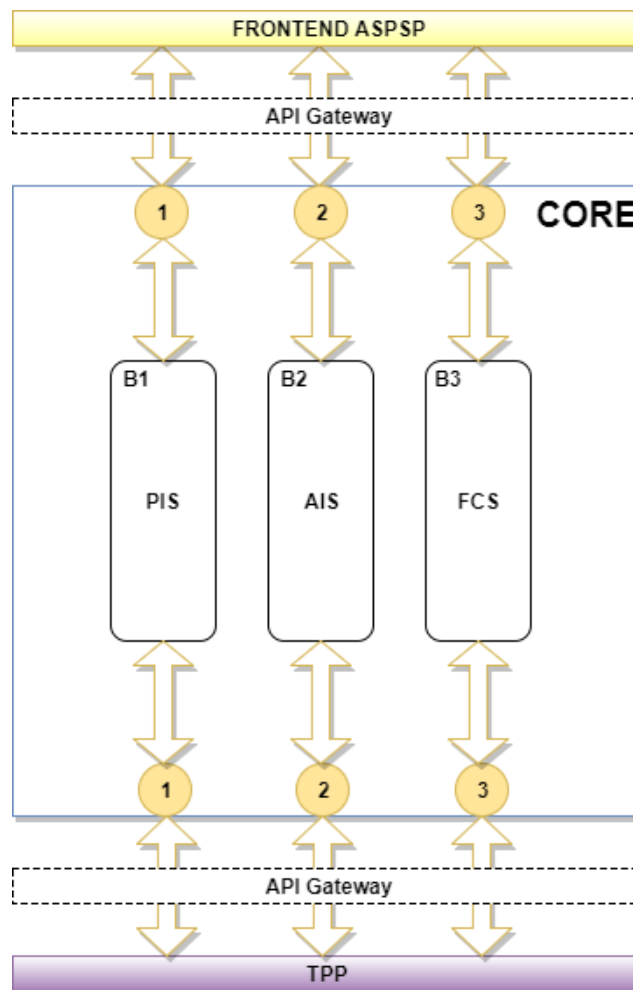 FRONTEND ASPSP
API Gateway
1 2 3 CORE
B1 B2 B3
PIS AIS FCS
1 2 3
API Gateway
TPP